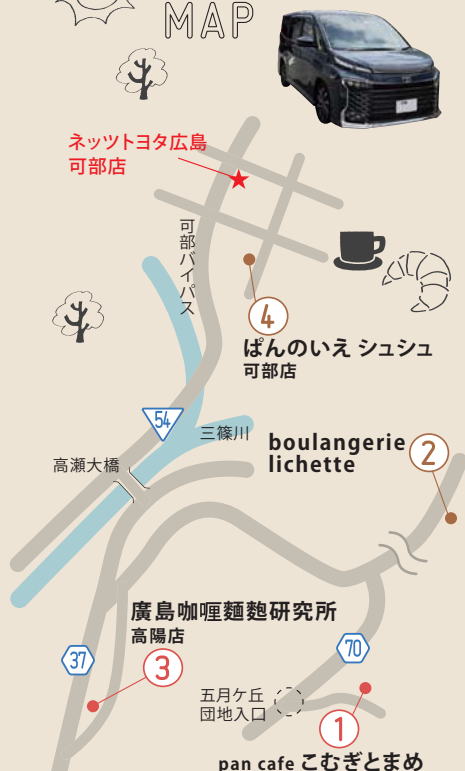 MAP
ネッツトヨタ広島
可部店
可部バイパス
4
ぱんのいえ シュシュ
可部店
54
三篠川
boulangerie
lichette
2
高瀬大橋
廣島咖喱麵麭研究所
高陽店
37
3
70
五月ケ丘
団地入口
1
pan cafe こむぎとまめ